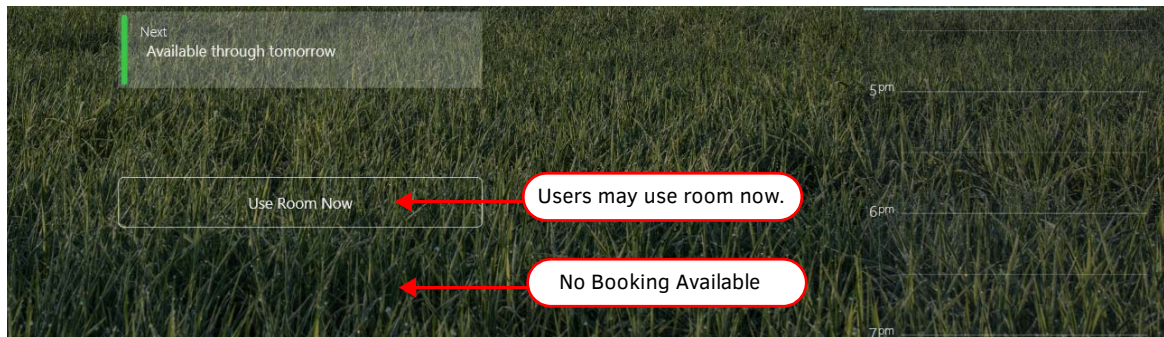 Next
Available through tomorrow
5pm
Use Room Now
Users may use room now.
6pm
No Booking Available
7pm